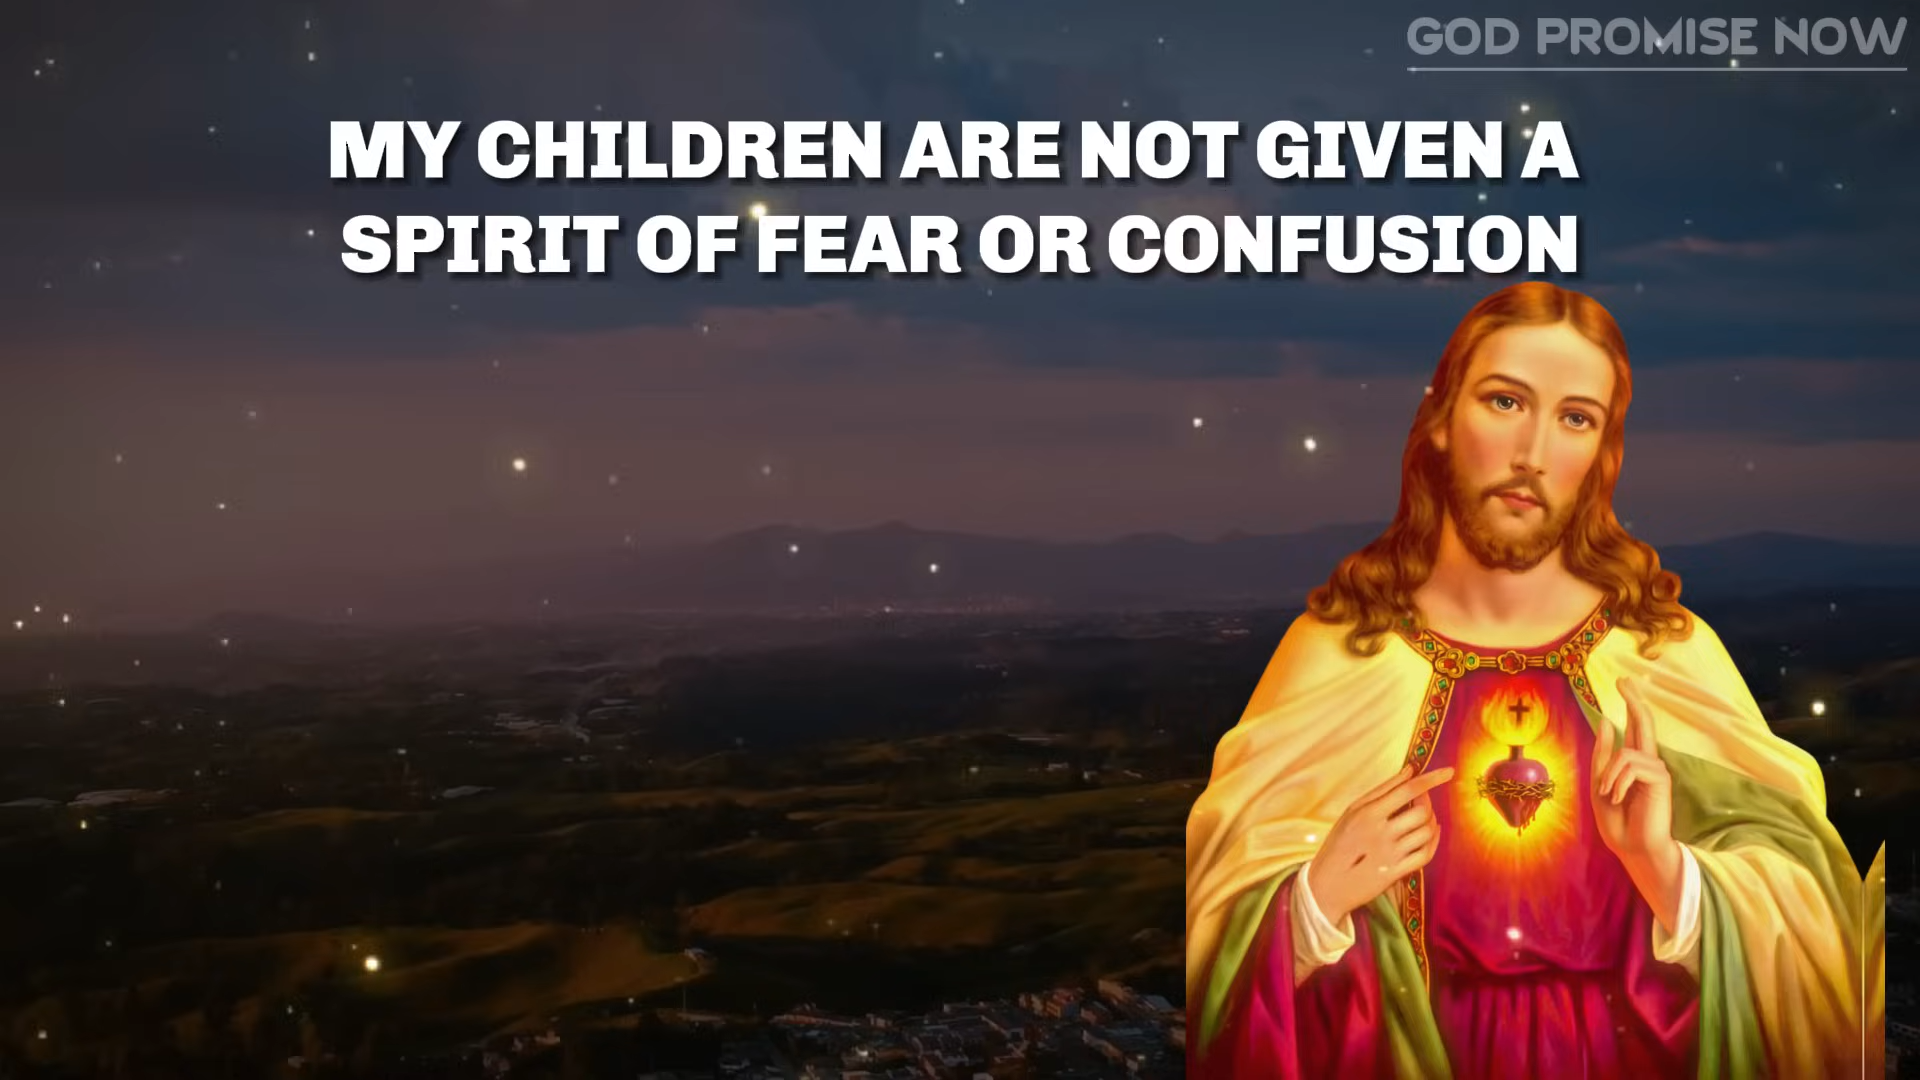 GOD PROMISE NOW
MY CHILDREN ARE NOT GIVEN A
SPIRIT OF FEAR OR CONFUSION